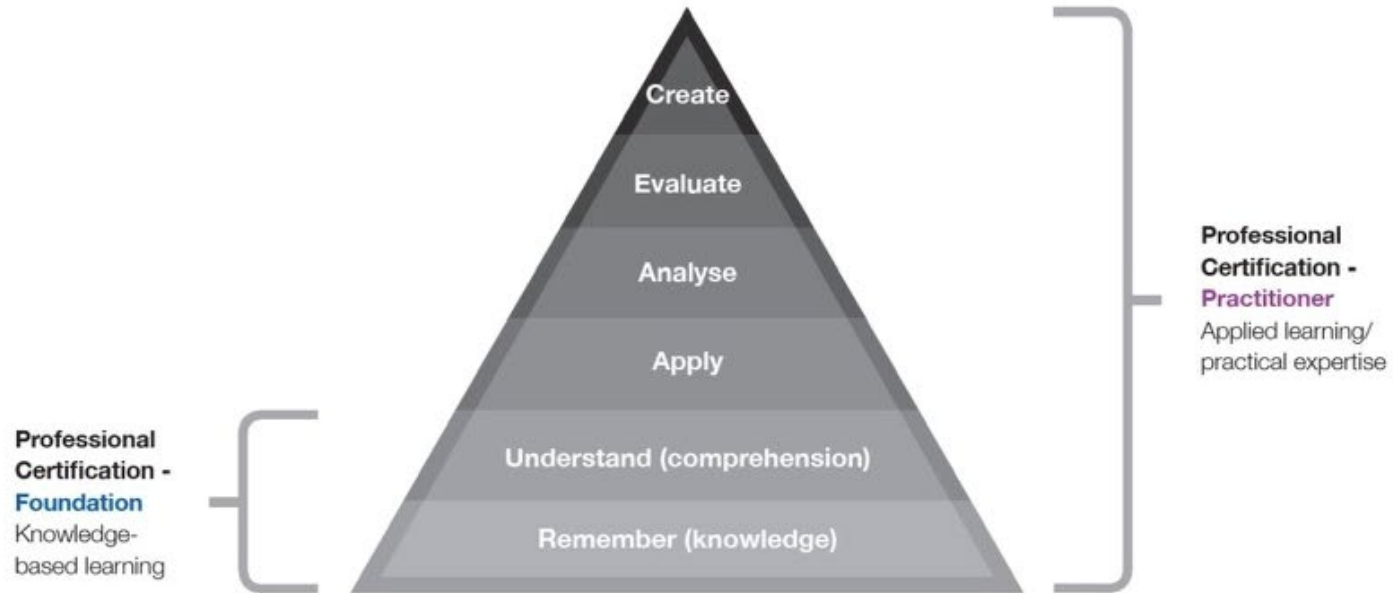 Create
Evaluate
Analyse
Apply
Understand (comprehension)
Remember (knowledge)
Professional
Certification -
Foundation
Knowledge-
based learning
Professional
Certification -
Practitioner
Applied learning/
practical expertise